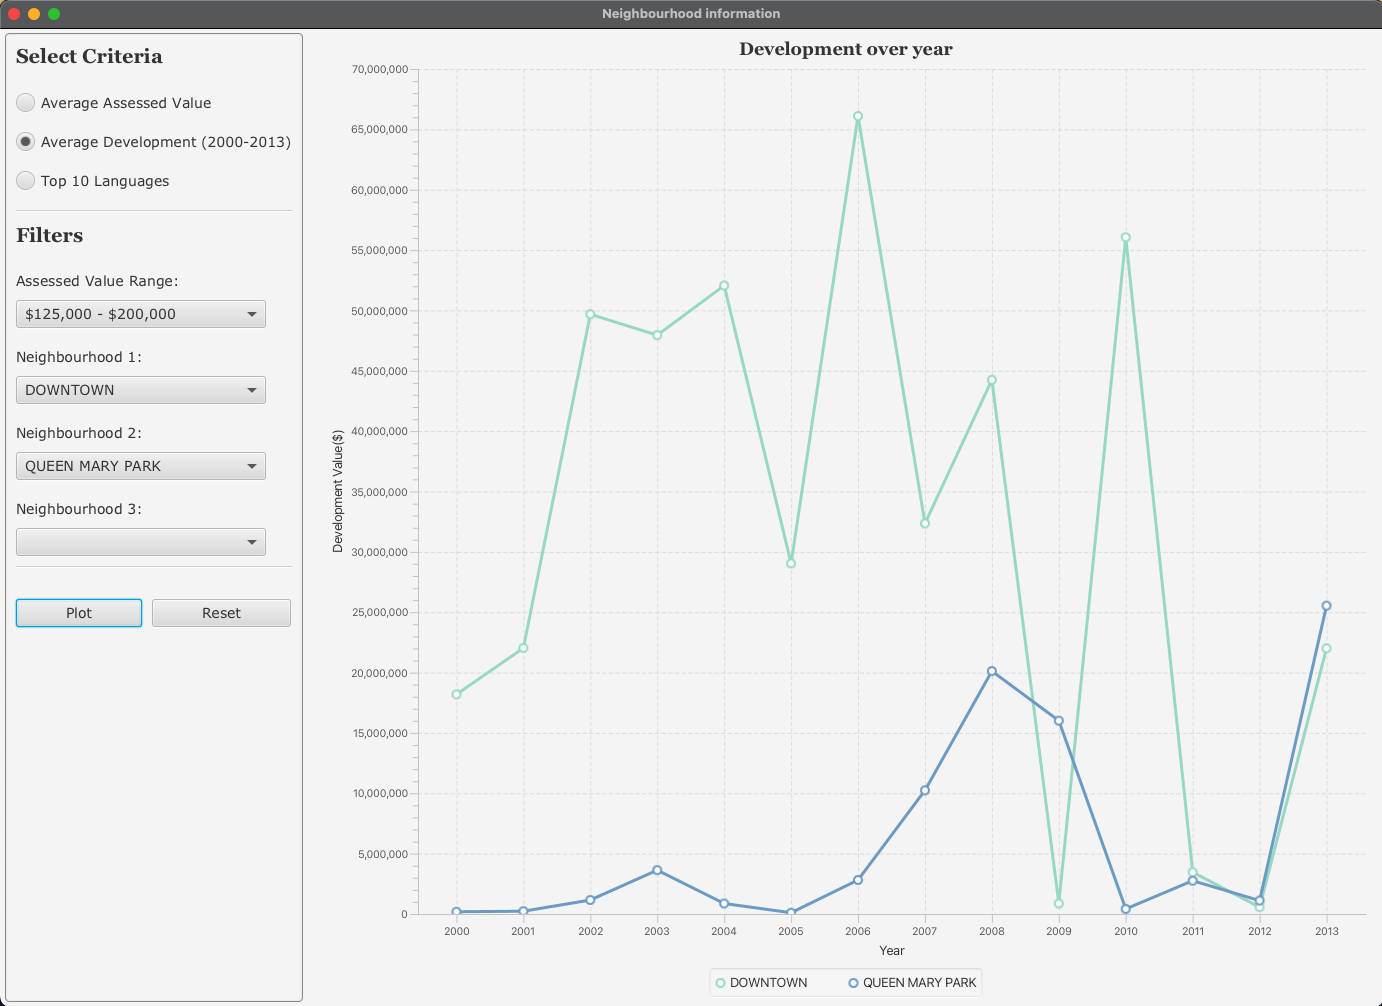 Neighbourhood information
Select Criteria
Average Assessed Value
Average Development (2000-2013)
Top 10 Languages
Filters
Assessed Value Range:
$125,000 - $200,000
Neighbourhood 1:
DOWNTOWN
Neighbourhood 2:
QUEEN MARY PARK
Neighbourhood 3:
Plot Reset
Development over year
Development Value($)
70,000,000
65,000,000
60,000,000
55,000,000
50,000,000
45,000,000
40,000,000
35,000,000
30,000,000
25,000,000
20,000,000
15,000,000
10,000,000
5,000,000
0
2000 2001 2002 2003 2004 2005 2006 2007 2008 2009 2010 2011 2012 2013
Year
DOWNTOWN QUEEN MARY PARK